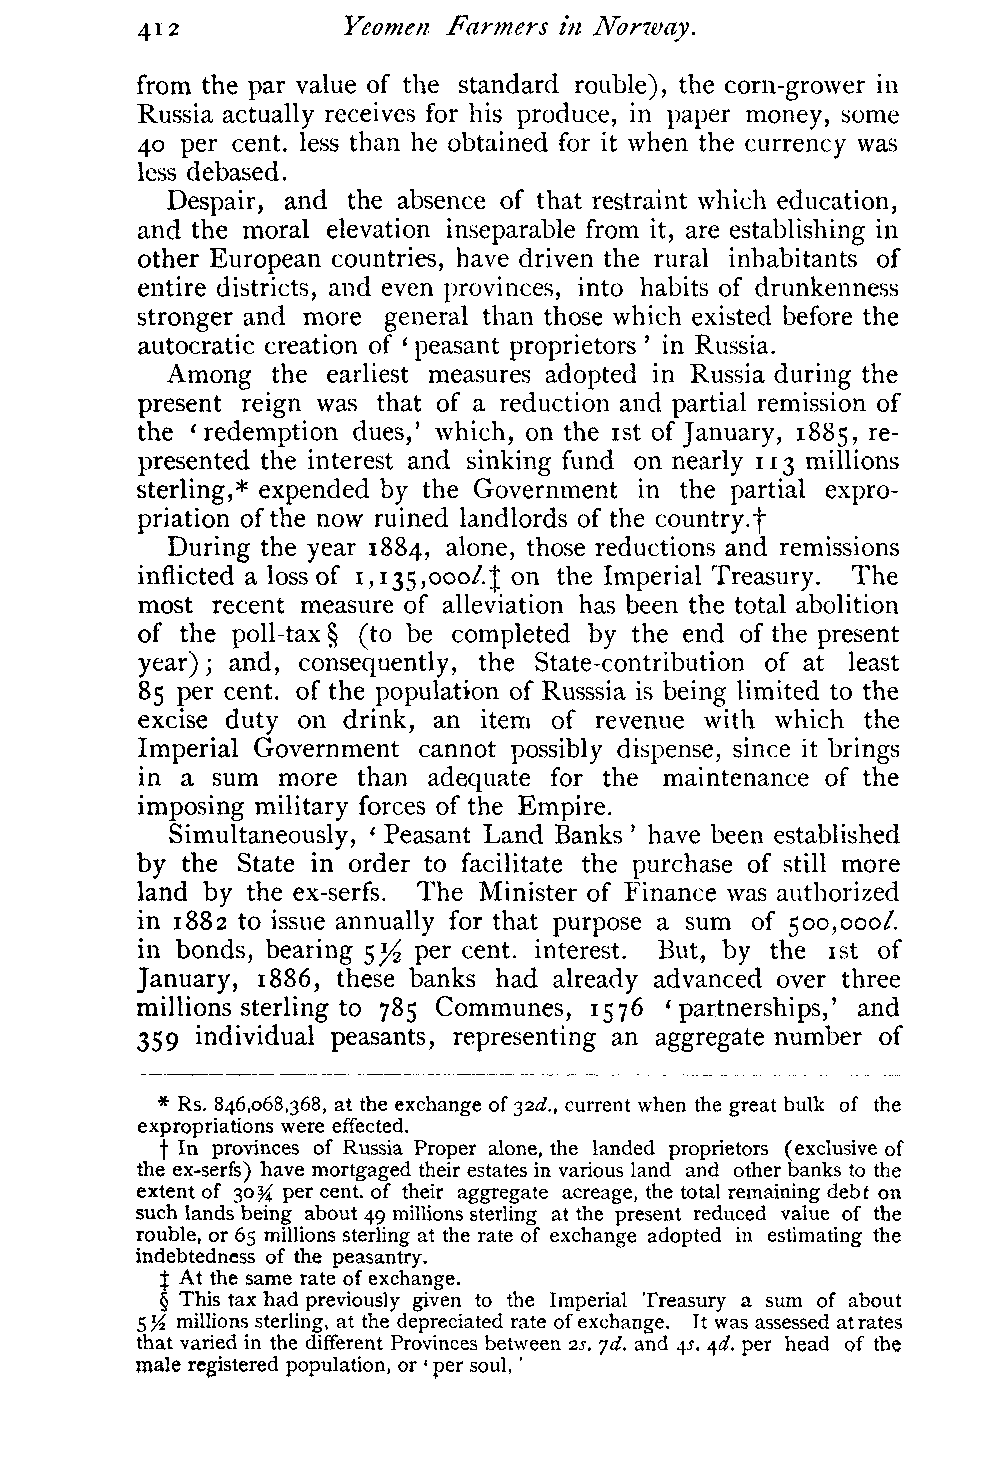 412 Yeomen Farmers in Norway.
from the par value of the standard rouble), the corn-grower in
Russia actually receives for his produce, in paper money, some
40 per cent. less than he obtained for it when the currency was
less debased.
Despair, and the absence of that restraint which education,
and the moral elevation inseparable from it, are establishing in
other European countries, have driven the rural inhabitants of
entire districts, and even provinces, into habits of drunkenness
stronger and more general than those which existed before the
autocratic creation of ‘peasant proprietors’ in Russia.
Among the earliest measures adopted in Russia during the
present reign was that of a reduction and partial remission of
the ‘redemption dues,’ which, on the 1st of January, 1885, re-
presented the interest and sinking fund on nearly 113 millions
sterling,* expended by the Government in the partial expro-
priation of the now ruined landlords of the country.†
During the year 1884, alone, those reductions and remissions
inflicted a loss of 1,135,000l.‡ on the Imperial Treasury. The
most recent measure of alleviation has been the total abolition
of the poll-tax§ (to be completed by the end of the present
year); and, consequently, the State-contribution of at least
85 per cent. of the population of Russsia is being limited to the
excise duty on drink, an item of revenue with which the
Imperial Government cannot possibly dispense, since it brings
in a sum more than adequate for the maintenance of the
imposing military forces of the Empire.
Simultaneously, ‘Peasant Land Banks’ have been established
by the State in order to facilitate the purchase of still more
land by the ex-serfs. The Minister of Finance was authorized
in 1882 to issue annually for that purpose a sum of 500,000l.
in bonds, bearing 5½ per cent. interest. But, by the 1st of
January, 1886, these banks had already advanced over three
millions sterling to 785 Communes, 1576 ‘partnerships,’ and
359 individual peasants, representing an aggregate number of
* Rs. 846,068,368, at the exchange of 32d., current when the great bulk of the
expropriations were effected.
† In provinces of Russia Proper alone, the landed proprietors (exclusive of
the ex-serfs) have mortgaged their estates in various land and other banks to the
extent of 30¾ per cent. of their aggregate acreage, the total remaining debt on
such lands being about 49 millions sterling at the present reduced value of the
rouble, or 65 millions sterling at the rate of exchange adopted in estimating the
indebtedness of the peasantry.
‡ At the same rate of exchange.
§ This tax had previously given to the Imperial Treasury a sum of about
5½ millions sterling, at the depreciated rate of exchange. It was assessed at rates
that varied in the different Provinces between 2s. 7d. and 4s. 4d. per head of the
male registered population, or ‘per soul,’